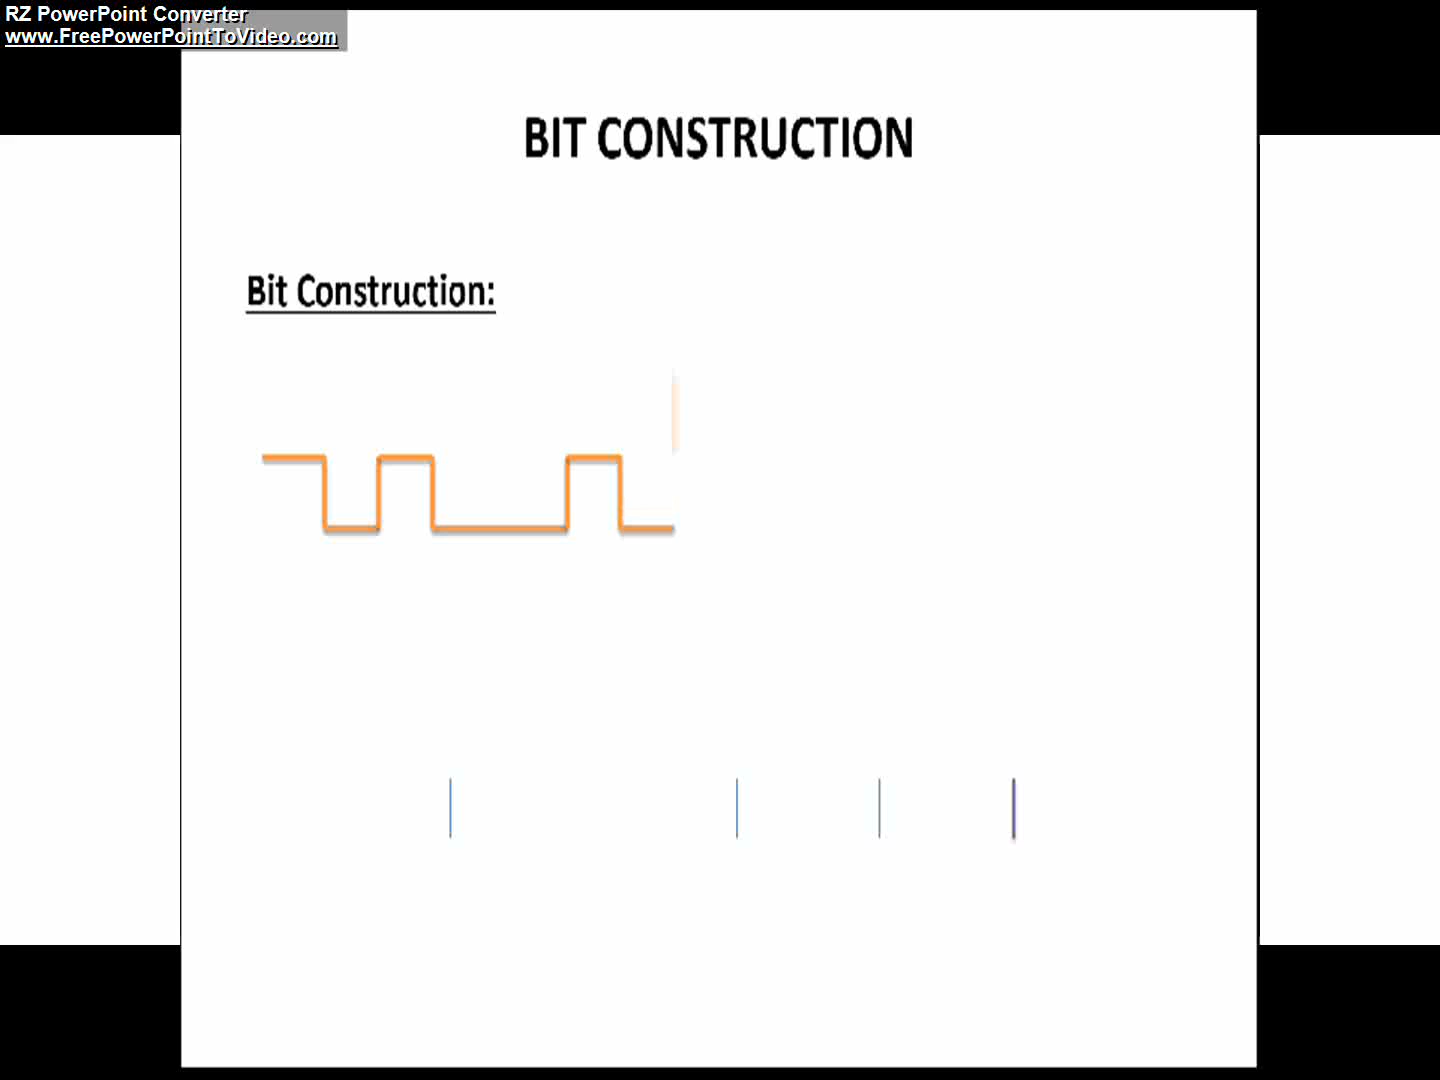 RZ PowerPoint Converter
www.FreePowerPointToVideo.com
BIT CONSTRUCTION
Bit Construction: